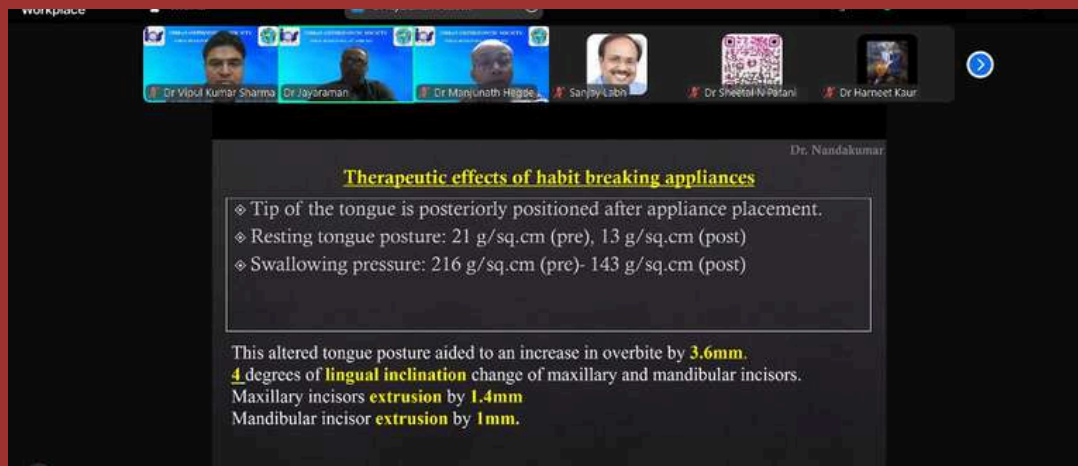 Workplace
Dr Vipul Kumar Sharma
Dr Jayaraman
Dr Manjunath Hegde
Sanjay Labh
Dr Sheetal N Patani
Dr Harneet Kaur
Dr. Nandakumar
Therapeutic effects of habit breaking appliances
Tip of the tongue is posteriorly positioned after appliance placement.
Resting tongue posture: 21 g/sq.cm (pre), 13 g/sq.cm (post)
Swallowing pressure: 216 g/sq.cm (pre)- 143 g/sq.cm (post)
This altered tongue posture aided to an increase in overbite by 3.6mm.
4 degrees of lingual inclination change of maxillary and mandibular incisors.
Maxillary incisors extrusion by 1.4mm
Mandibular incisor extrusion by 1mm.